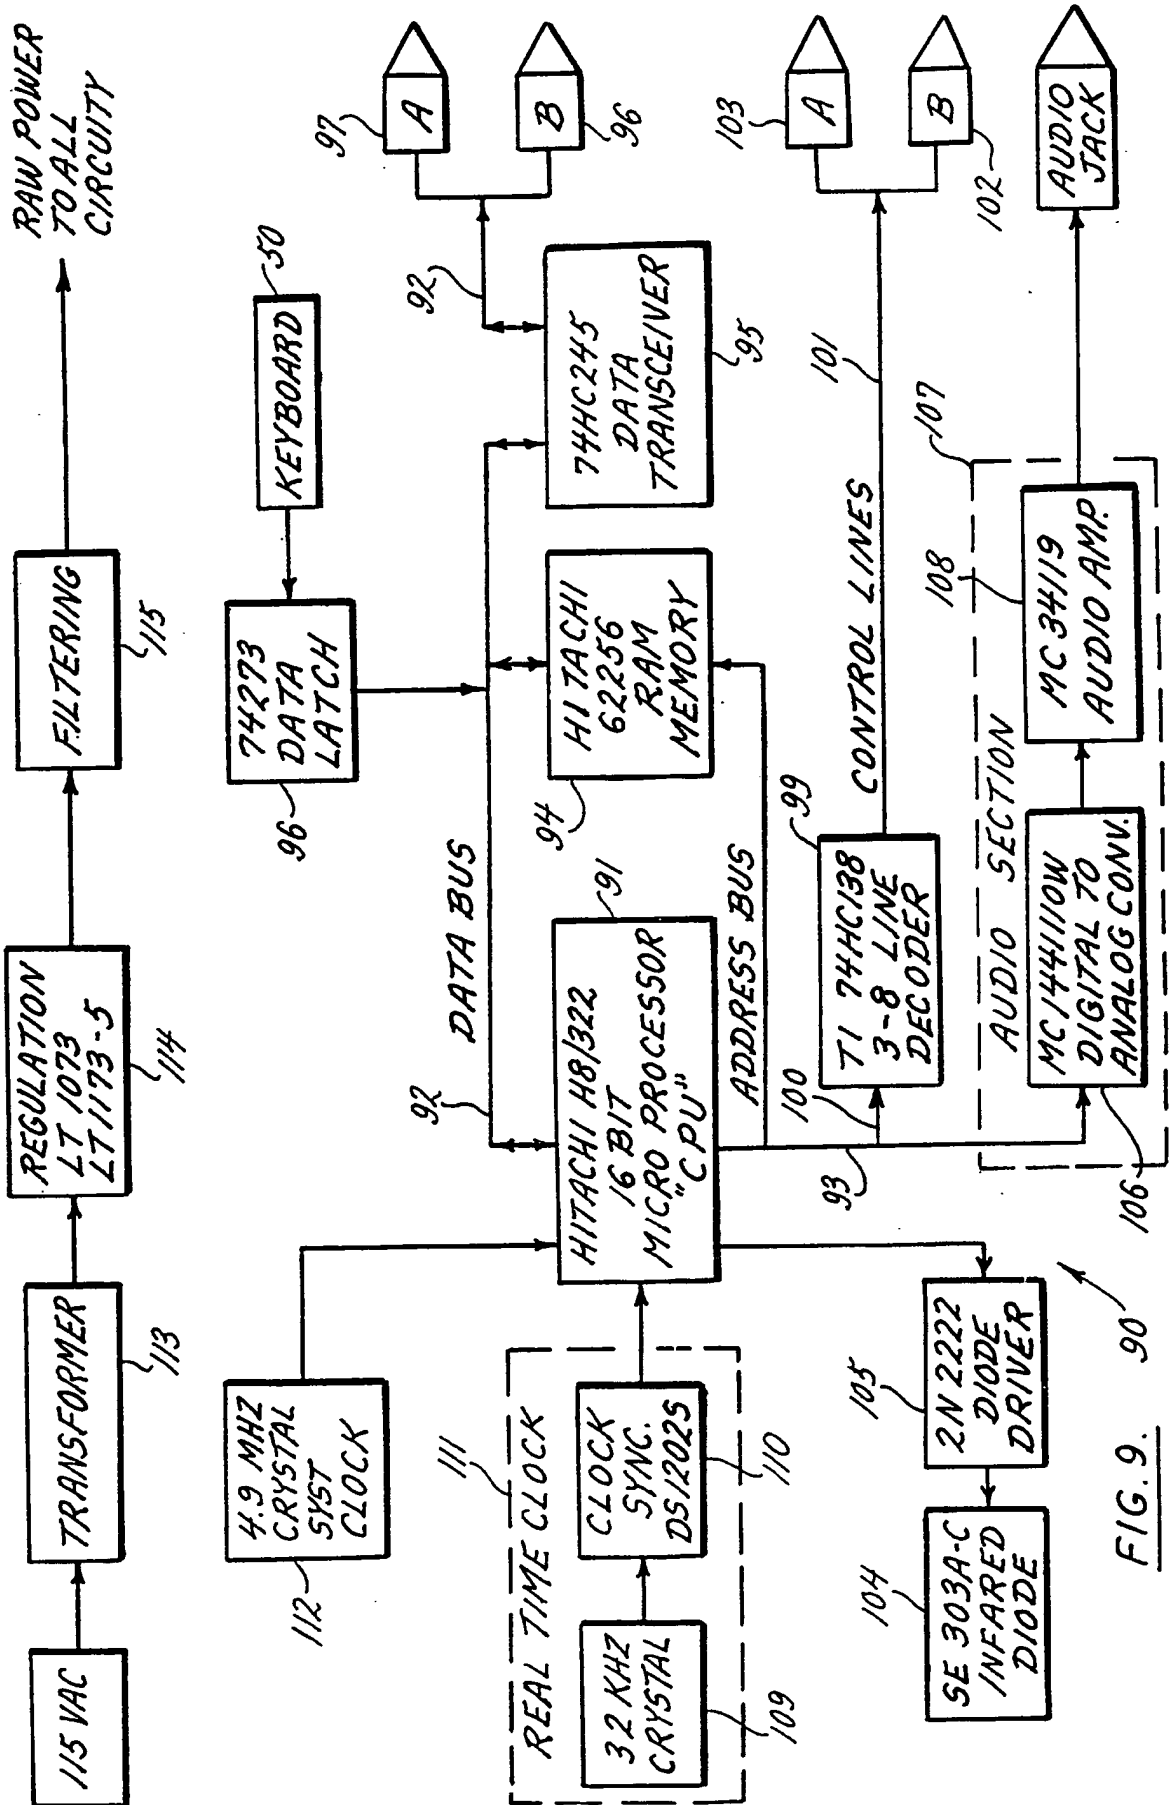 115 VAC
TRANSFORMER
113
REGULATION
LT 1073
LT 1173-5
114
FILTERING
115
RAW POWER
TO ALL
CIRCUITY
4.9 MHZ
CRYSTAL
SYST
CLOCK
112
74273
DATA
LATCH
96
KEYBOARD
50
DATA BUS
92
92
97
A
B
96
REAL TIME CLOCK
111
32 KHZ
CRYSTAL
109
CLOCK
SYNC.
DS1202S
110
HITACHI H8/322
16 BIT
MICRO PROCESSOR
"CPU"
91
HITACHI
62256
RAM
MEMORY
94
74HC245
DATA
TRANSCEIVER
95
ADDRESS BUS
93
100
TI 74HC138
3-8 LINE
DECODER
99
CONTROL LINES
101
103
A
B
102
SE 303A-C
INFARED
DIODE
104
2N 2222
DIODE
DRIVER
105
AUDIO SECTION
107
MC144110W
DIGITAL TO
ANALOG CONV.
106
MC 34119
AUDIO AMP.
108
AUDIO
JACK
90
FIG. 9.